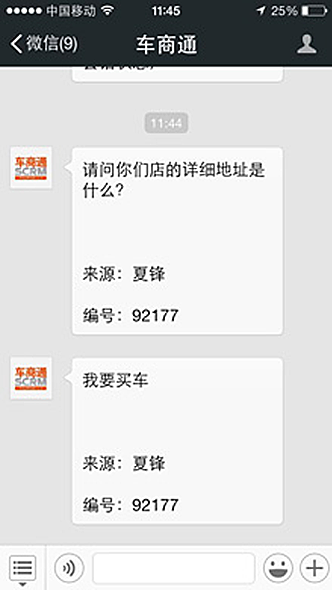 中国移动 11:45 25%
微信(9) 车商通
11:44
车商通
SCRM
请问你们店的详细地址是
什么?
来源：夏锋
编号：92177
车商通
SCRM
我要买车
来源：夏锋
编号：92177